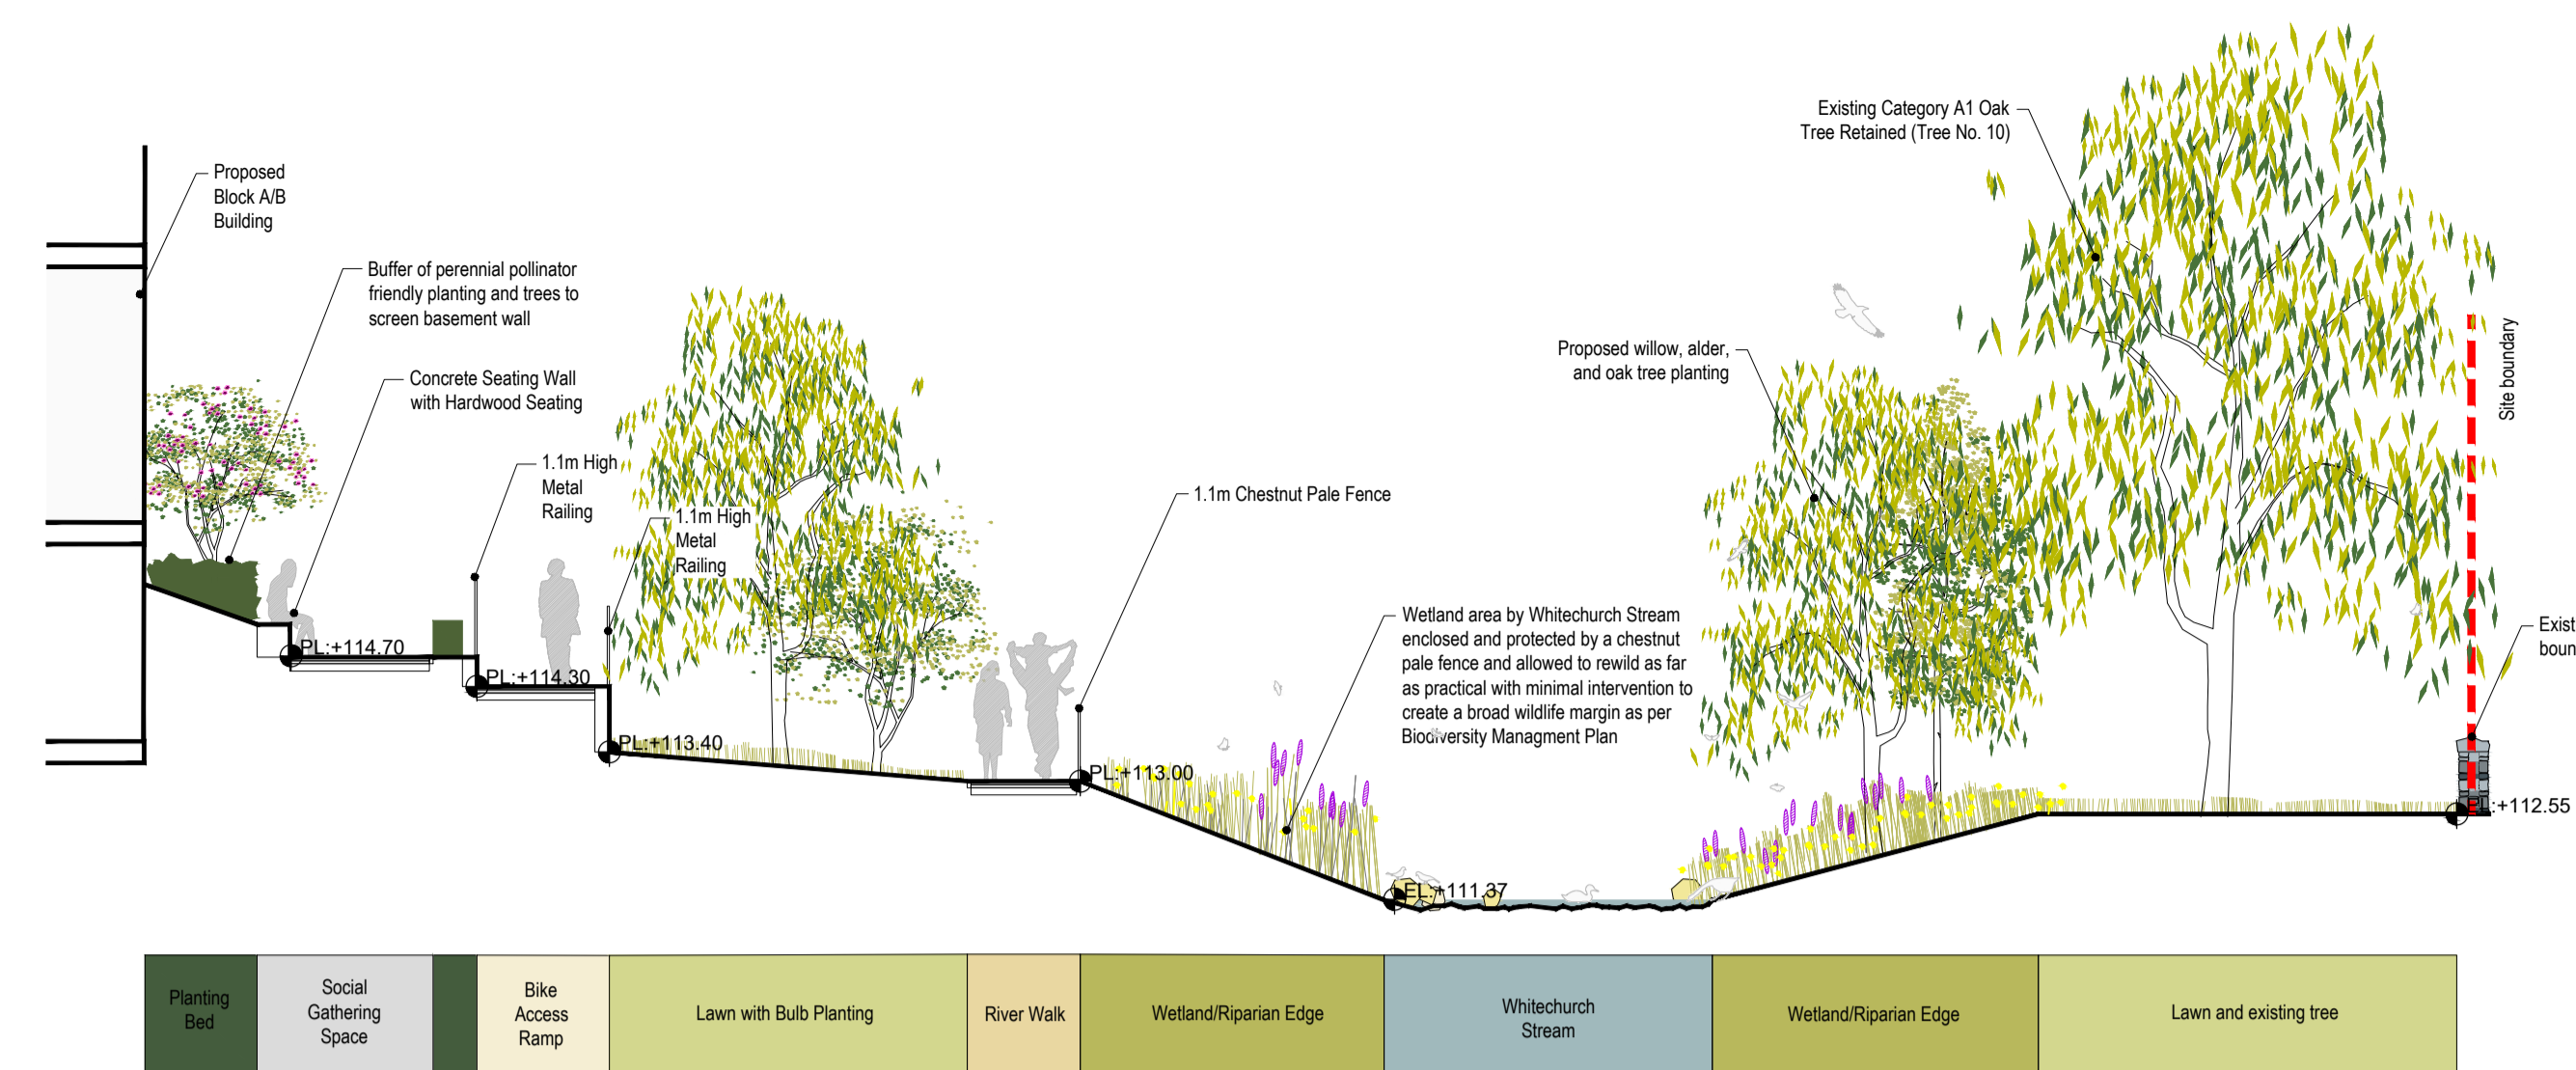 Existing Category A1 Oak
Tree Retained (Tree No. 10)
Proposed
Block A/B
Building
Buffer of perennial pollinator
friendly planting and trees to
screen basement wall
Concrete Seating Wall
with Hardwood Seating
1.1m High
Metal
Railing
1.1m High
Metal
Railing
1.1m Chestnut Pale Fence
Proposed willow, alder,
and oak tree planting
Site boundary
Wetland area by Whitechurch Stream
enclosed and protected by a chestnut
pale fence and allowed to rewild as far
as practical with minimal intervention to
create a broad wildlife margin as per
Biodiversity Managment Plan
Exist
boun
PL:+114.70
PL:+114.30
PL:+113.40
PL:+113.00
EL:+111.37
PL:+112.55
Planting
Bed
Social
Gathering
Space
Bike
Access
Ramp
Lawn with Bulb Planting
River Walk
Wetland/Riparian Edge
Whitechurch
Stream
Wetland/Riparian Edge
Lawn and existing tree